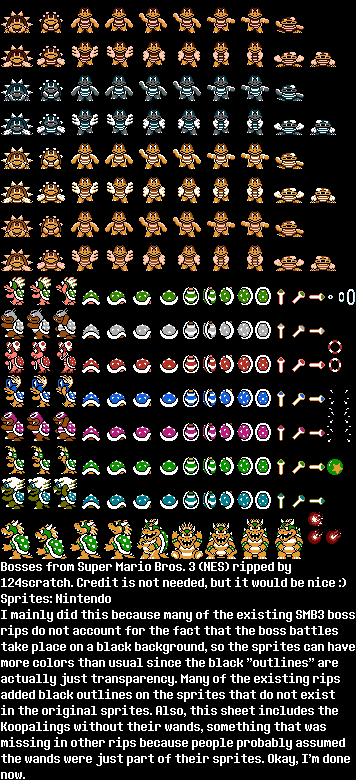 Bosses from Super Mario Bros. 3 (NES) ripped by
124scratch. Credit is not needed, but it would be nice :)
Sprites: Nintendo
I mainly did this because many of the existing SMB3 boss
rips do not account for the fact that the boss battles
take place on a black background, so the sprites can have
more colors than usual since the black "outlines" are
actually just transparency. Many of the existing rips
added black outlines on the sprites that do not exist
in the original sprites. Also, this sheet includes the
Koopalings without their wands, something that was
missing in other rips because people probably assumed
the wands were just part of their sprites. Okay, I'm done
now.